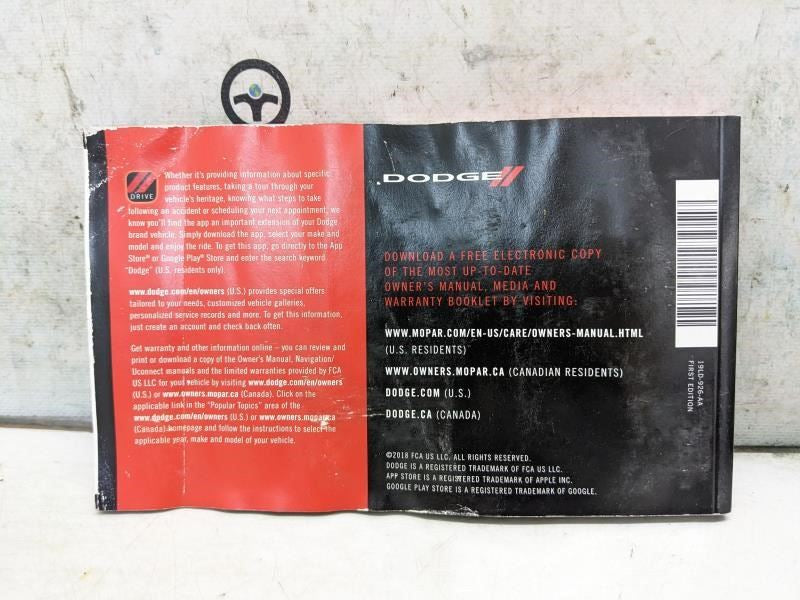 DRIVE
Whether it's providing information about specific
product features, taking a tour through your
vehicle's heritage, knowing what steps to take
following an accident or scheduling your next appointment, we
know you'll find the app an important extension of your Dodge
brand vehicle. Simply download the app, select your make and
model and enjoy the ride. To get this app, go directly to the App
Store® or Google Play® Store and enter the search keyword
"Dodge" (U.S. residents only).
www.dodge.com/en/owners (U.S.) provides special offers
tailored to your needs, customized vehicle galleries,
personalized service records and more. To get this information,
just create an account and check back often.
Get warranty and other information online – you can review and
print or download a copy of the Owner's Manual, Navigation/
Uconnect manuals and the limited warranties provided by FCA
US LLC for your vehicle by visiting www.dodge.com/en/owners
(U.S.) or www.owners.mopar.ca (Canada). Click on the
applicable link in the "Popular Topics" area of the
www.dodge.com/en/owners (U.S.) or www.owners.mopar.ca
(Canada) homepage and follow the instructions to select the
applicable year, make and model of your vehicle.
DODGE
DOWNLOAD A FREE ELECTRONIC COPY
OF THE MOST UP-TO-DATE
OWNER'S MANUAL, MEDIA AND
WARRANTY BOOKLET BY VISITING:
WWW.MOPAR.COM/EN-US/CARE/OWNERS-MANUAL.HTML
(U.S. RESIDENTS)
WWW.OWNERS.MOPAR.CA (CANADIAN RESIDENTS)
DODGE.COM (U.S.)
DODGE.CA (CANADA)
©2018 FCA US LLC. ALL RIGHTS RESERVED.
DODGE IS A REGISTERED TRADEMARK OF FCA US LLC.
APP STORE IS A REGISTERED TRADEMARK OF APPLE INC.
GOOGLE PLAY STORE IS A REGISTERED TRADEMARK OF GOOGLE.
19LD-926-AA
FIRST EDITION